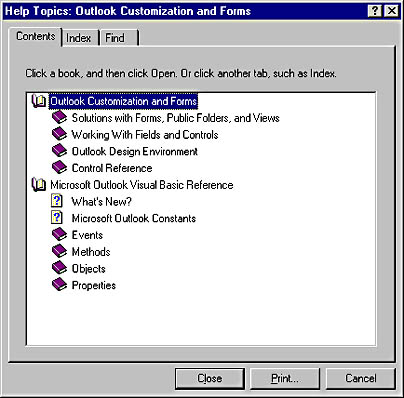 Help Topics: Outlook Customization and Forms
Contents Index Find
Click a book, and then click Open. Or click another tab, such as Index.
Outlook Customization and Forms
Solutions with Forms, Public Folders, and Views
Working With Fields and Controls
Outlook Design Environment
Control Reference
Microsoft Outlook Visual Basic Reference
What's New?
Microsoft Outlook Constants
Events
Methods
Objects
Properties
Close Print... Cancel